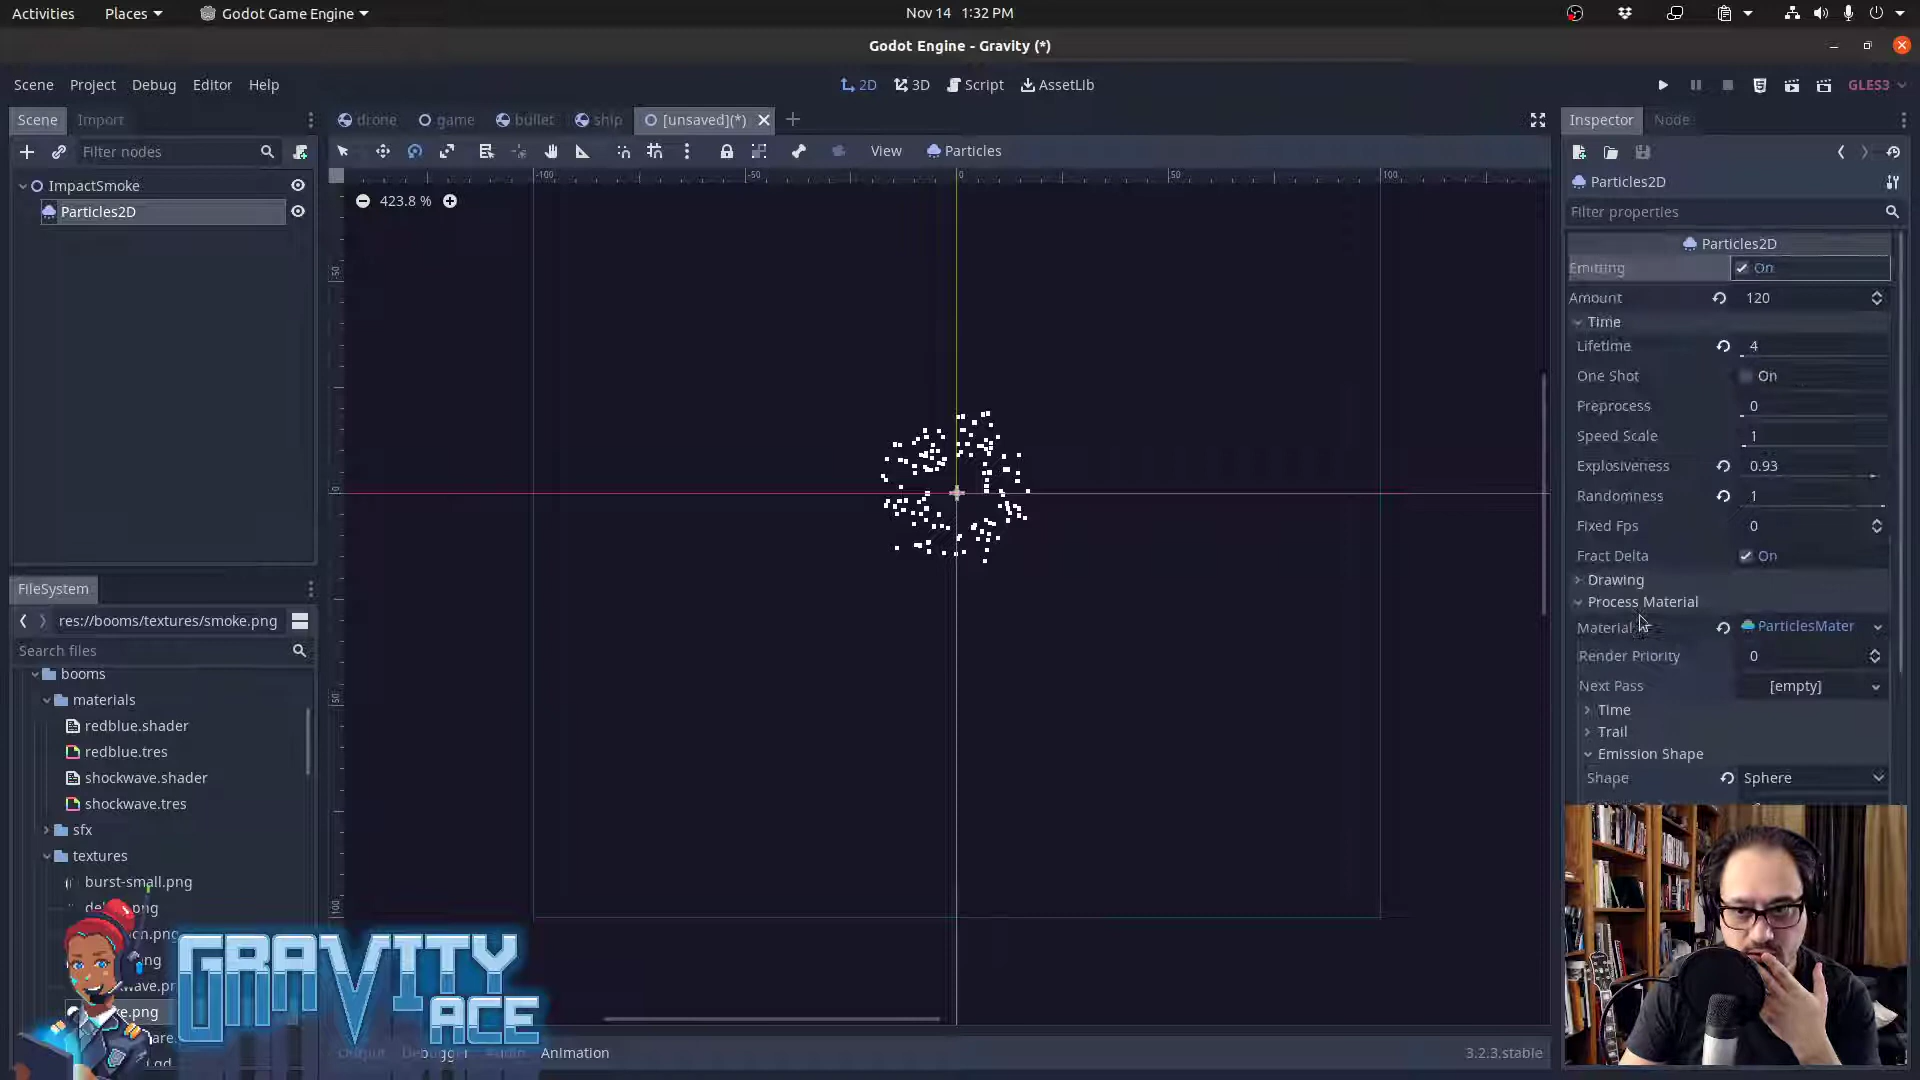 Activities Places Godot Game Engine Nov 14 1:32 PM
Godot Engine - Gravity (*)
Scene Project Debug Editor Help 2D 3D Script AssetLib GLES3
Scene Import drone game bullet ship [unsaved](*) Inspector Node
Filter nodes View Particles
ImpactSmoke
Particles2D
-100 -50 0 50 100
423.8 %
Particles2D
Filter properties
Particles2D
Emitting On
Amount 120
Time
Lifetime 4
One Shot On
Preprocess 0
Speed Scale 1
Explosiveness 0.93
Randomness 1
Fixed Fps 0
Fract Delta On
Drawing
Process Material
Material ParticlesMater
Render Priority 0
Next Pass [empty]
Time
Trail
Emission Shape
Shape Sphere
-50
0
50
100
FileSystem
res://booms/textures/smoke.png
Search files
booms
materials
redblue.shader
redblue.tres
shockwave.shader
shockwave.tres
sfx
textures
burst-small.png
GRAVITY
ACE
Animation 3.2.3.stable